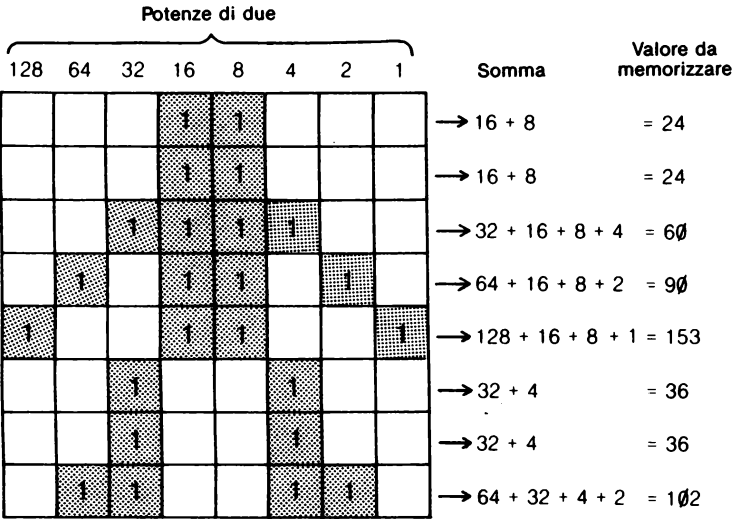 Potenze di due
128 64 32 16 8 4 2 1 Somma Valore da memorizzare
1 1 → 16 + 8 = 24
1 1 → 16 + 8 = 24
1 1 1 1 → 32 + 16 + 8 + 4 = 60
1 1 1 1 → 64 + 16 + 8 + 2 = 90
1 1 1 1 → 128 + 16 + 8 + 1 = 153
1 1 → 32 + 4 = 36
1 1 → 32 + 4 = 36
1 1 1 1 → 64 + 32 + 4 + 2 = 102